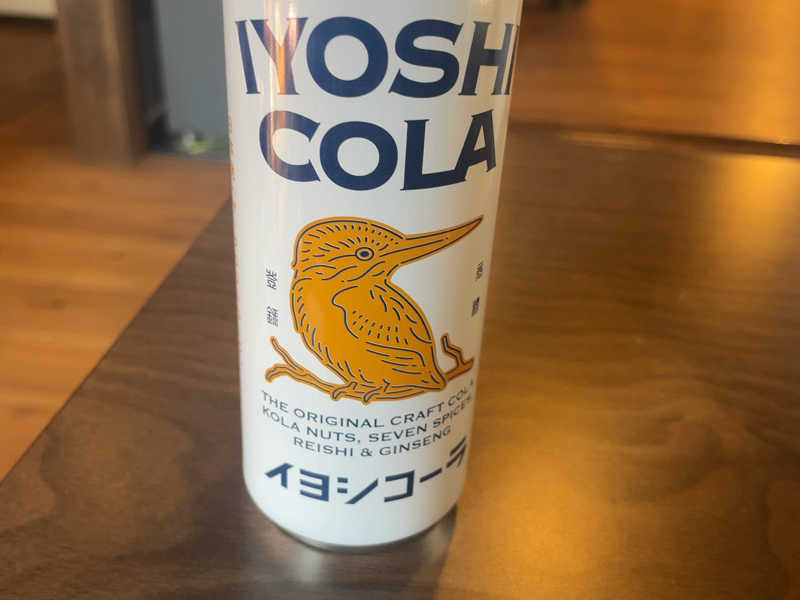 IYOSHI
COLA
THE ORIGINAL CRAFT COLA
KOLA NUTS, SEVEN SPICES,
REISHI & GINSENG
イヨシコーラ